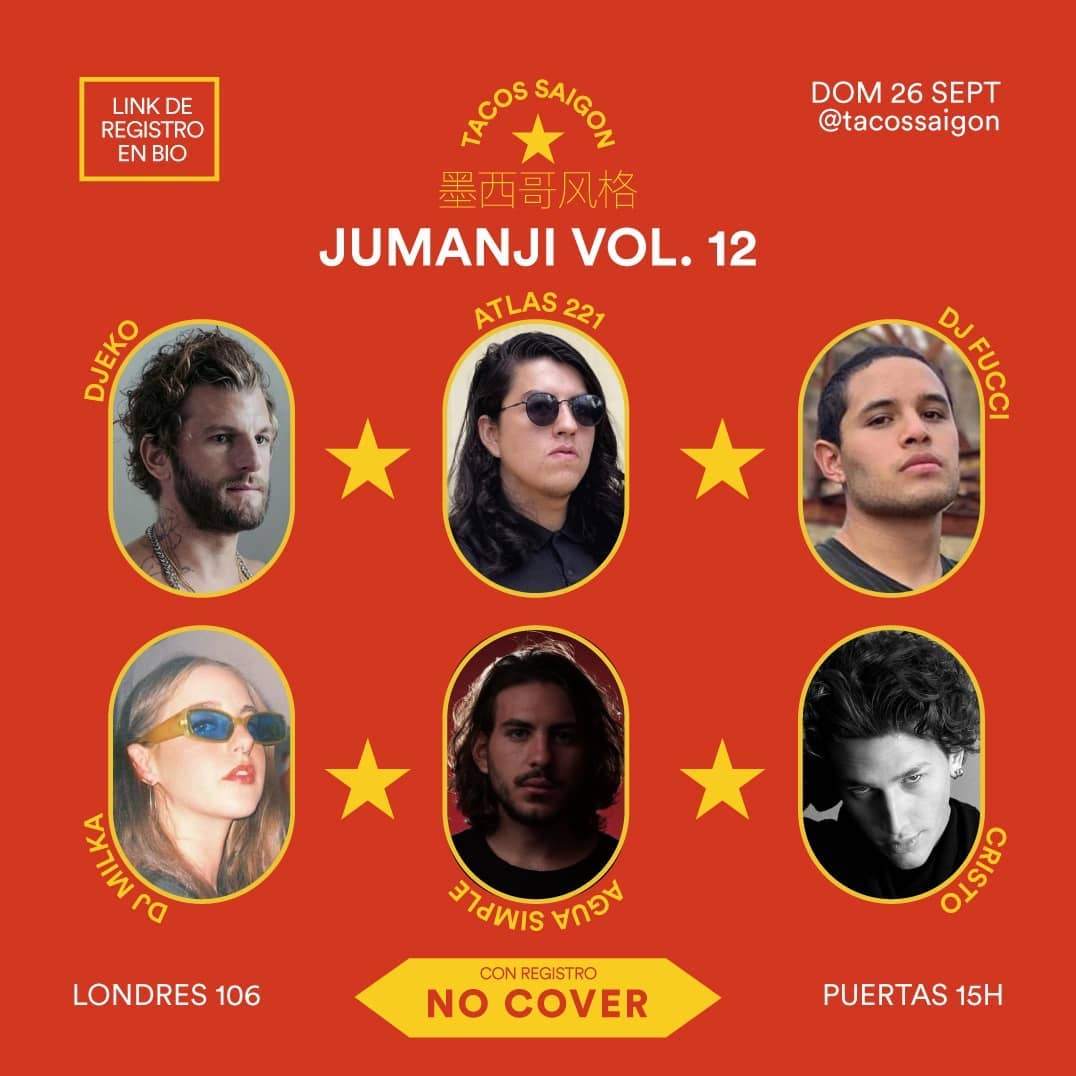 LINK DE
REGISTRO
EN BIO
TACOS SAIGON
墨西哥风格
DOM 26 SEPT
@tacossaigon
JUMANJI VOL. 12
DJEKO
ATLAS 221
DJ FUCCI
DJ MILKA
AGUA SIMPLE
CRISTO
LONDRES 106
CON REGISTRO
NO COVER
PUERTAS 15H